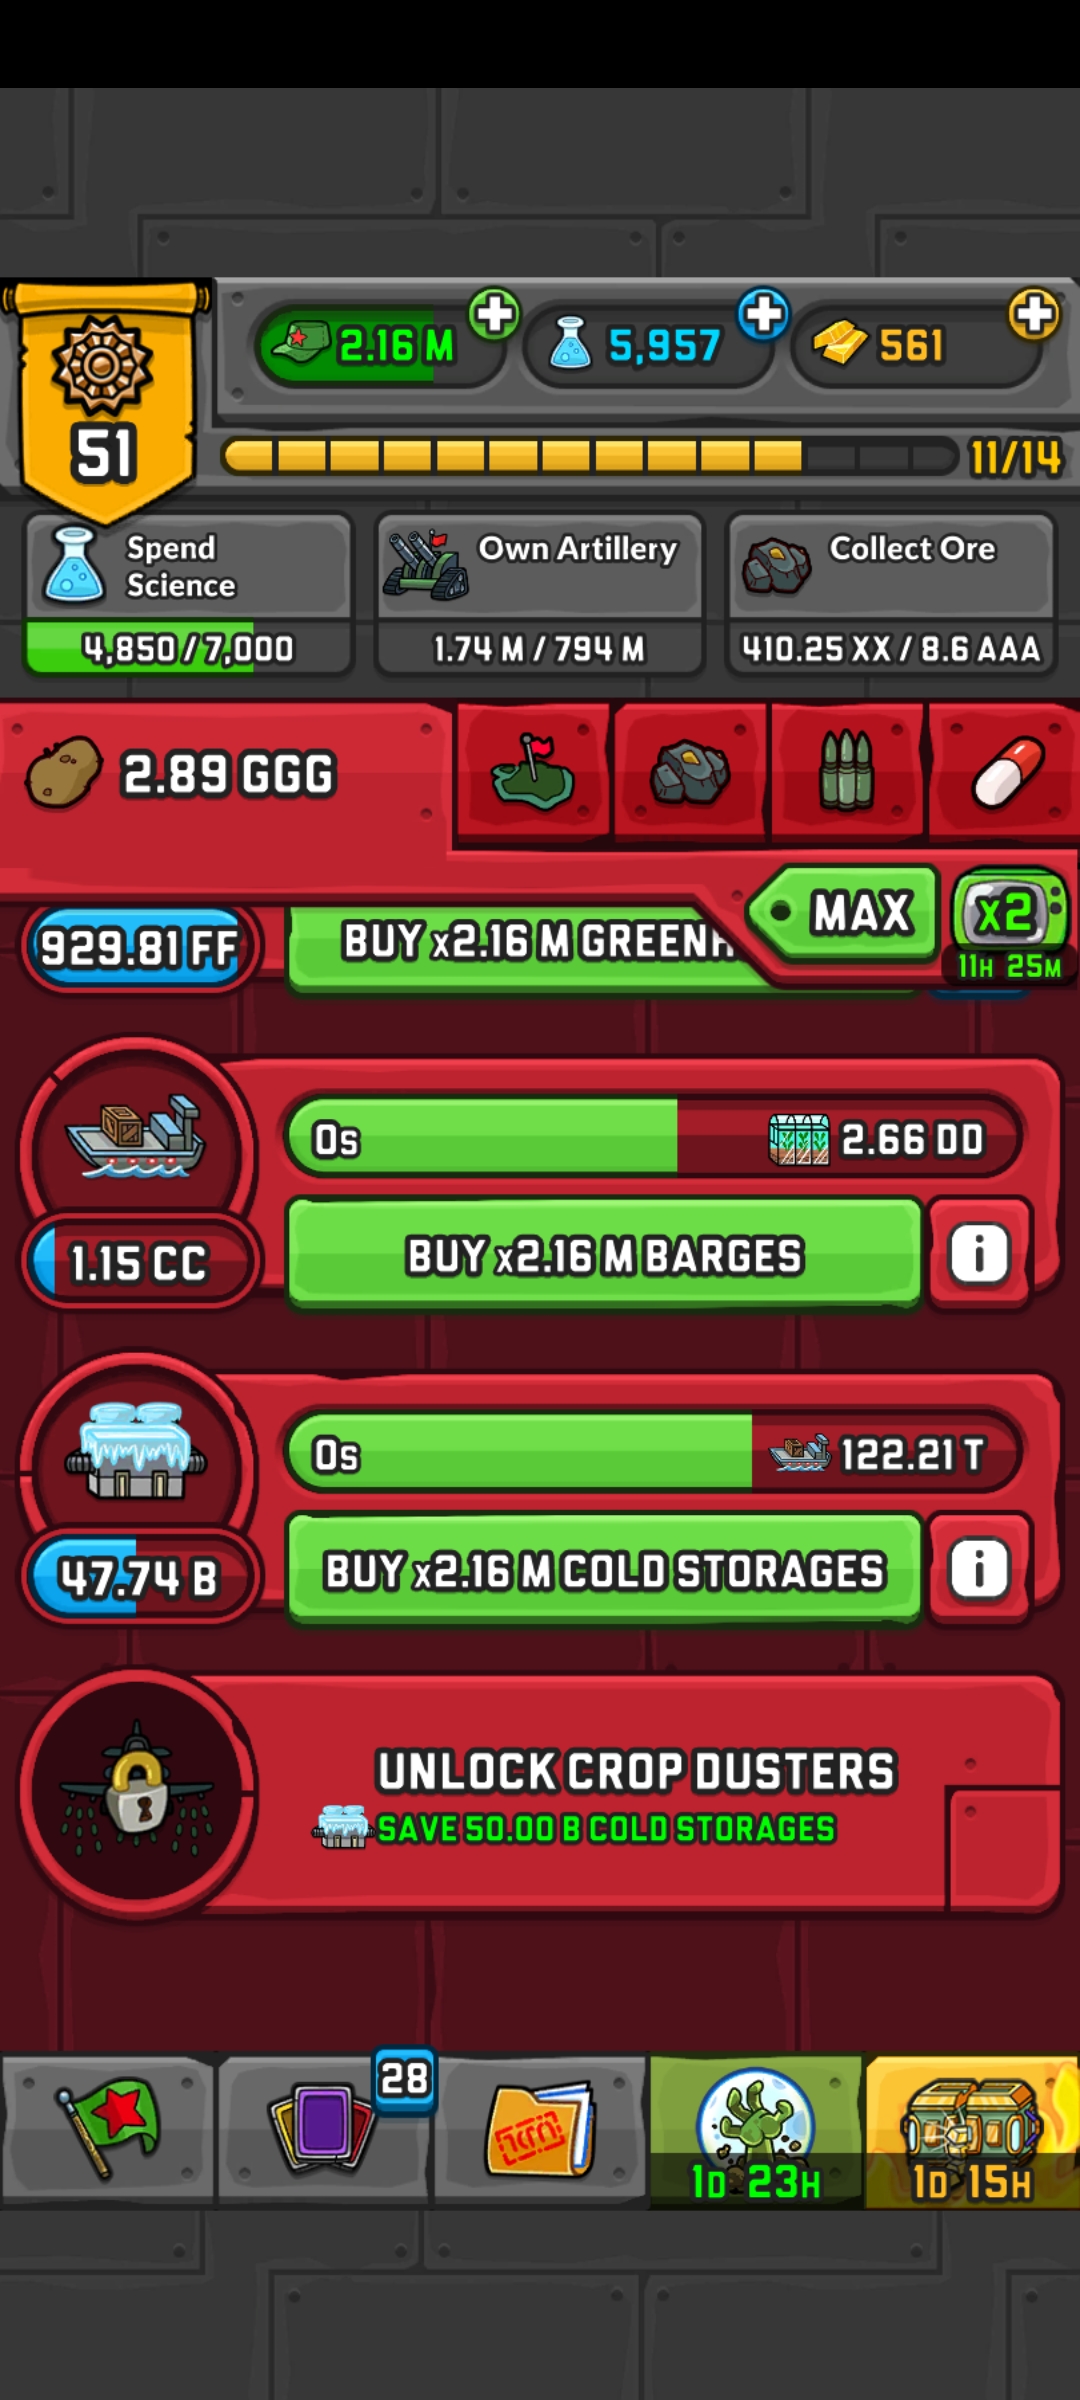 2.16 M
5,957
561
51
11/14
Spend
Science
4,850 / 7,000
Own Artillery
1.74 M / 794 M
Collect Ore
410.25 XX / 8.6 AAA
2.89 GGG
MAX
x2
11H 25M
929.81 FF
BUY x2.16 M
0s
2.66 DD
1.15 CC
BUY x2.16 M BARGES
i
0s
122.21 T
47.74 B
BUY x2.16 M COLD STORAGES
i
UNLOCK CROP DUSTERS
SAVE 50.00 B COLD STORAGES
28
1D 23H
1D 15H